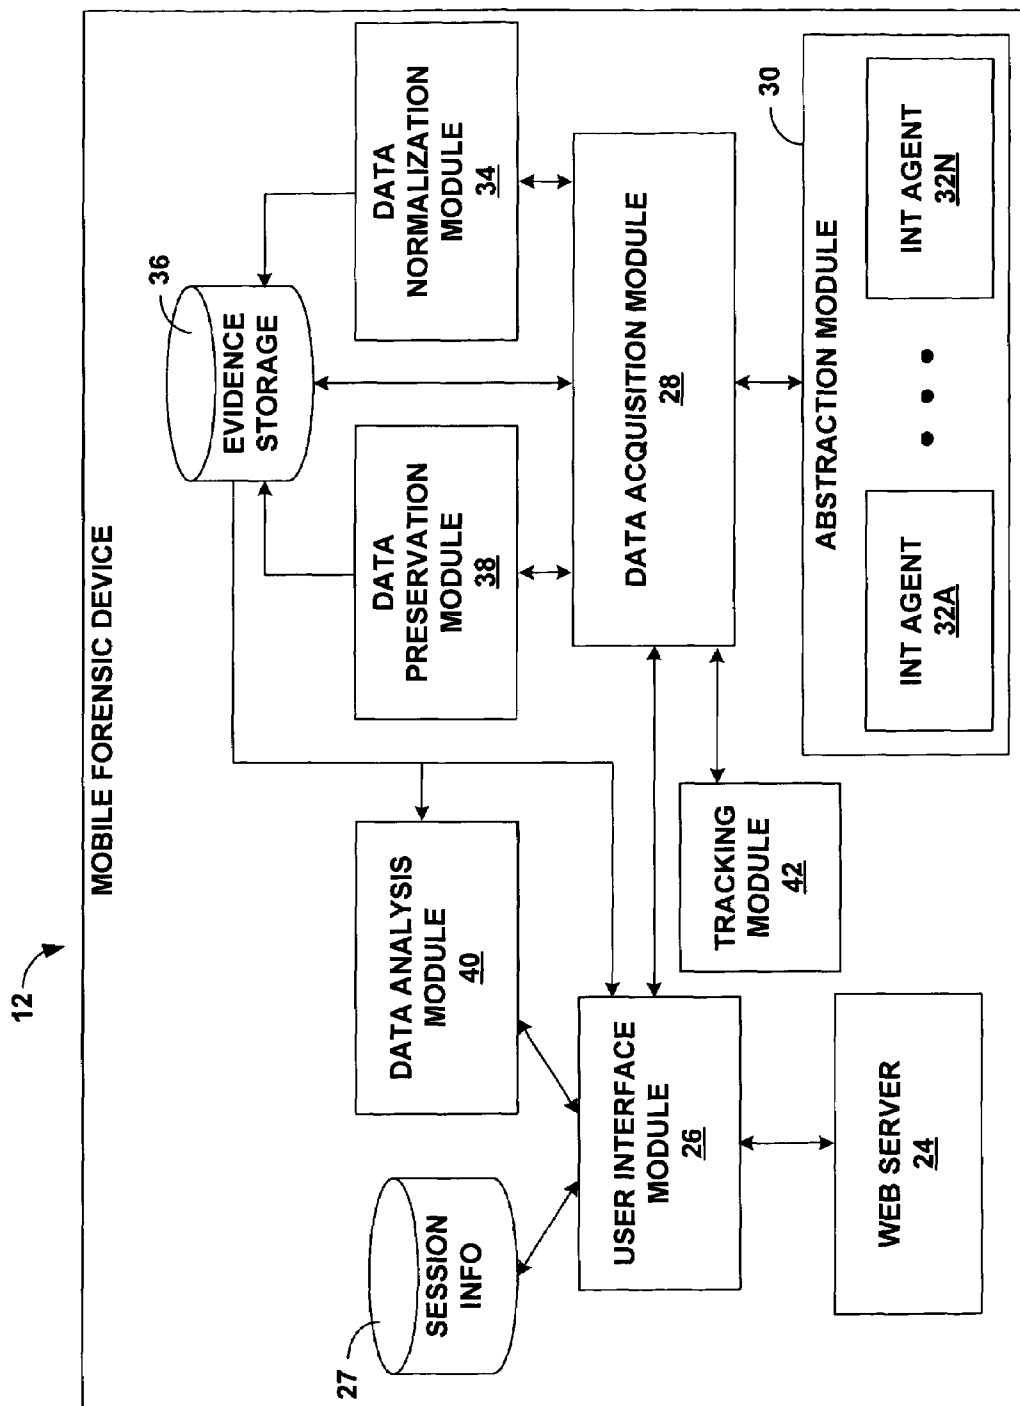 12
MOBILE FORENSIC DEVICE
36
EVIDENCE
STORAGE
27
SESSION
INFO
DATA ANALYSIS
MODULE
40
DATA
PRESERVATION
MODULE
38
DATA
NORMALIZATION
MODULE
34
USER INTERFACE
MODULE
26
TRACKING
MODULE
42
DATA ACQUISITION MODULE
28
WEB SERVER
24
30
ABSTRACTION MODULE
INT AGENT
32A
INT AGENT
32N